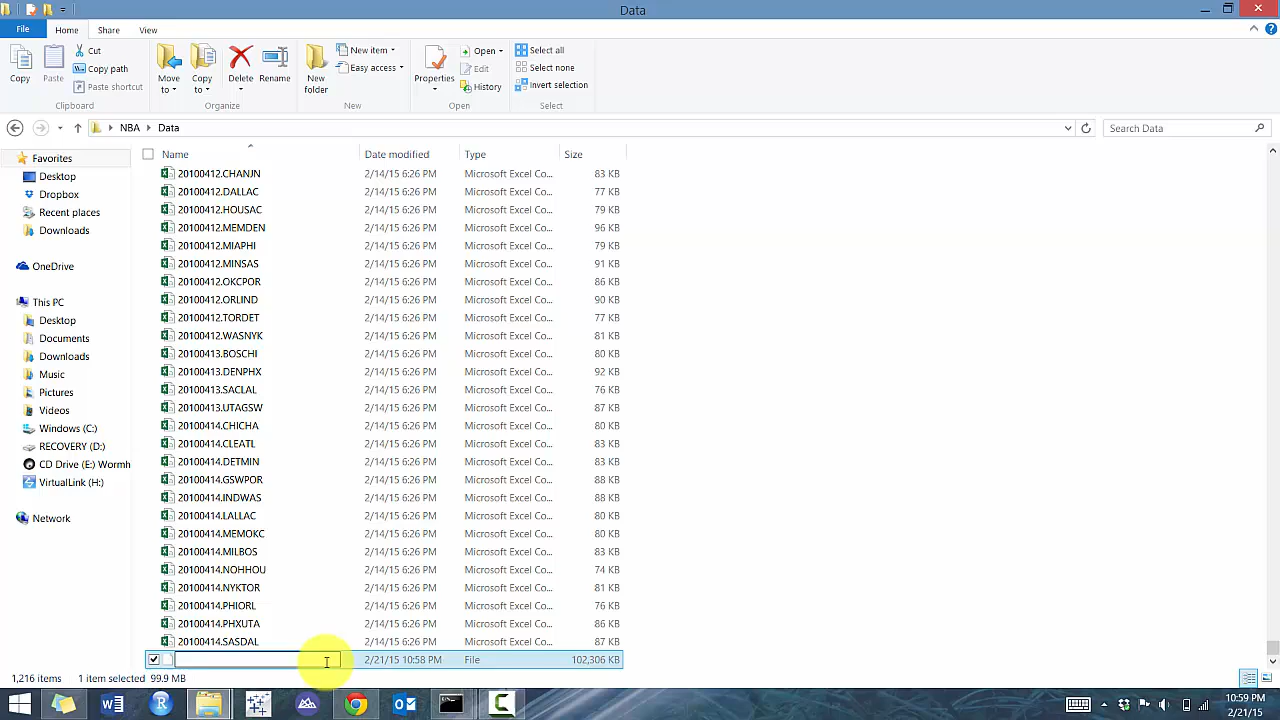 Data
File
Home
Share
View
Copy
Paste
Cut
Copy path
Paste shortcut
Clipboard
Move to
Copy to
Delete
Rename
Organize
New folder
New item
Easy access
New
Properties
Open
Edit
History
Open
Select all
Select none
Invert selection
Select
NBA
Data
Search Data
Favorites
Desktop
Dropbox
Recent places
Downloads
OneDrive
This PC
Desktop
Documents
Downloads
Music
Pictures
Videos
Windows (C:)
RECOVERY (D:)
CD Drive (E:) Wormh
VirtualLink (H:)
Network
Name Date modified Type Size
20100412.CHANJN 2/14/15 6:26 PM Microsoft Excel Co... 83 KB
20100412.DALLAC 2/14/15 6:26 PM Microsoft Excel Co... 77 KB
20100412.HOUSAC 2/14/15 6:26 PM Microsoft Excel Co... 79 KB
20100412.MEMDEN 2/14/15 6:26 PM Microsoft Excel Co... 96 KB
20100412.MIAPHI 2/14/15 6:26 PM Microsoft Excel Co... 79 KB
20100412.MINSAS 2/14/15 6:26 PM Microsoft Excel Co... 91 KB
20100412.OKCPOR 2/14/15 6:26 PM Microsoft Excel Co... 86 KB
20100412.ORLIND 2/14/15 6:26 PM Microsoft Excel Co... 90 KB
20100412.TORDET 2/14/15 6:26 PM Microsoft Excel Co... 77 KB
20100412.WASNYK 2/14/15 6:26 PM Microsoft Excel Co... 81 KB
20100413.BOSCHI 2/14/15 6:26 PM Microsoft Excel Co... 80 KB
20100413.DENPHX 2/14/15 6:26 PM Microsoft Excel Co... 92 KB
20100413.SACLAL 2/14/15 6:26 PM Microsoft Excel Co... 76 KB
20100413.UTAGSW 2/14/15 6:26 PM Microsoft Excel Co... 87 KB
20100414.CHICHA 2/14/15 6:26 PM Microsoft Excel Co... 80 KB
20100414.CLEATL 2/14/15 6:26 PM Microsoft Excel Co... 83 KB
20100414.DETMIN 2/14/15 6:26 PM Microsoft Excel Co... 83 KB
20100414.GSWPOR 2/14/15 6:26 PM Microsoft Excel Co... 88 KB
20100414.INDWAS 2/14/15 6:26 PM Microsoft Excel Co... 88 KB
20100414.LALLAC 2/14/15 6:26 PM Microsoft Excel Co... 80 KB
20100414.MEMOKC 2/14/15 6:26 PM Microsoft Excel Co... 80 KB
20100414.MILBOS 2/14/15 6:26 PM Microsoft Excel Co... 83 KB
20100414.NOHHOU 2/14/15 6:26 PM Microsoft Excel Co... 74 KB
20100414.NYKTOR 2/14/15 6:26 PM Microsoft Excel Co... 81 KB
20100414.PHIORL 2/14/15 6:26 PM Microsoft Excel Co... 76 KB
20100414.PHXUTA 2/14/15 6:26 PM Microsoft Excel Co... 86 KB
20100414.SASDAL 2/14/15 6:26 PM Microsoft Excel Co... 87 KB
2/21/15 10:58 PM File 102,306 KB
1,216 items 1 item selected 99.9 MB
10:59 PM
2/21/15